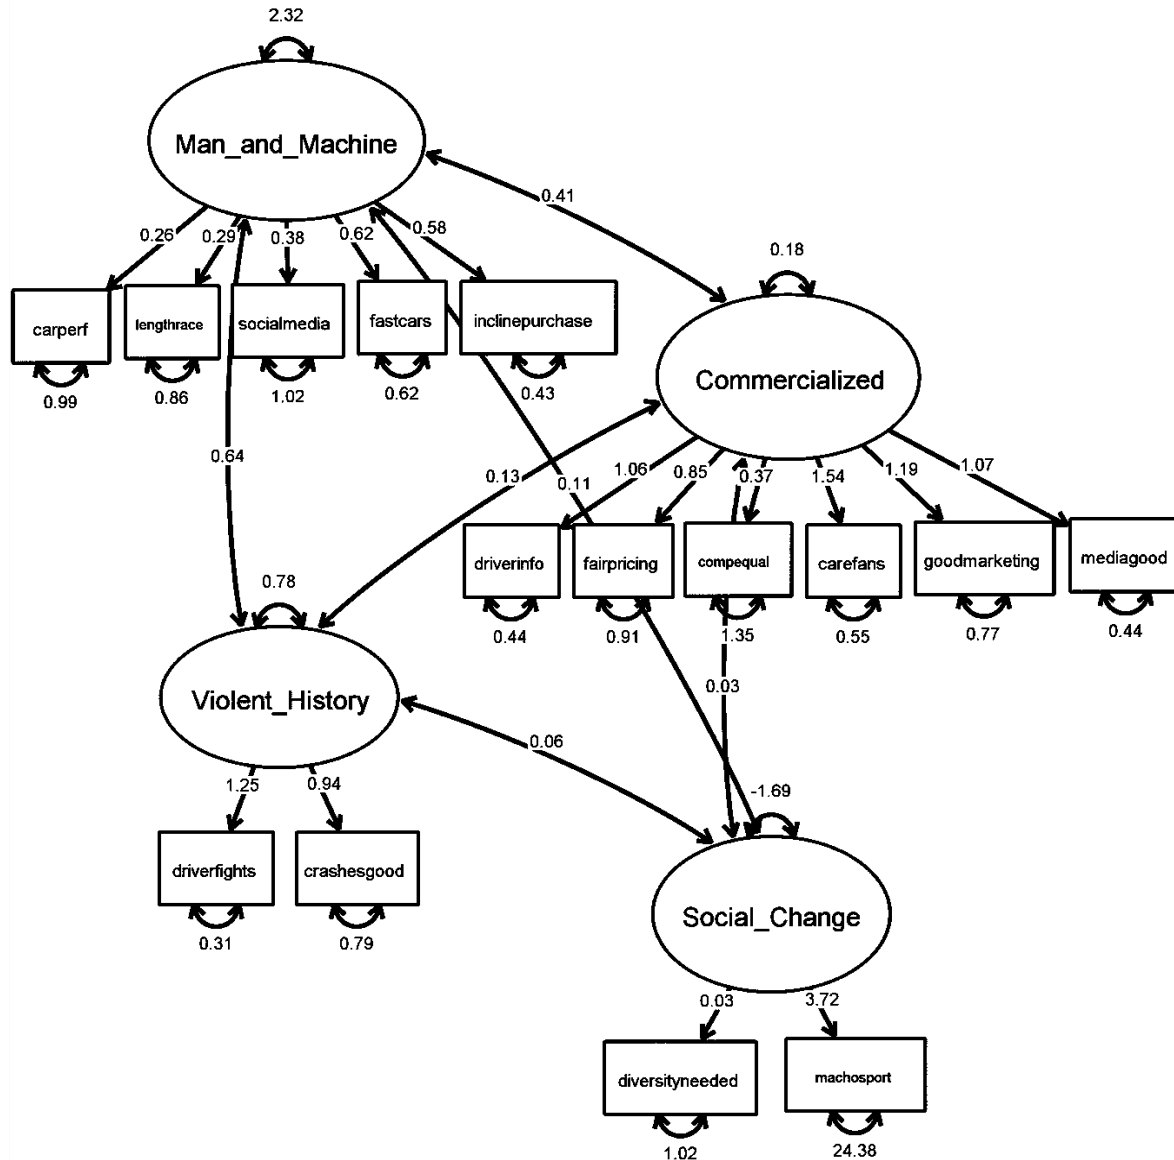 2.32
Man_and_Machine
0.41
0.26
0.29
0.38
0.62
0.58
0.18
carperf
lengthrace
socialmedia
fastcars
inclinepurchase
Commercialized
0.99
0.86
1.02
0.62
0.43
0.64
0.13
0.11
1.06
0.85
0.37
1.54
1.19
1.07
driverinfo
fairpricing
compequal
carefans
goodmarketing
mediagood
0.44
0.91
1.35
0.55
0.77
0.44
0.78
Violent_History
0.03
0.06
1.25
0.94
-1.69
driverfights
crashesgood
Social_Change
0.31
0.79
0.03
3.72
diversityneeded
machosport
1.02
24.38